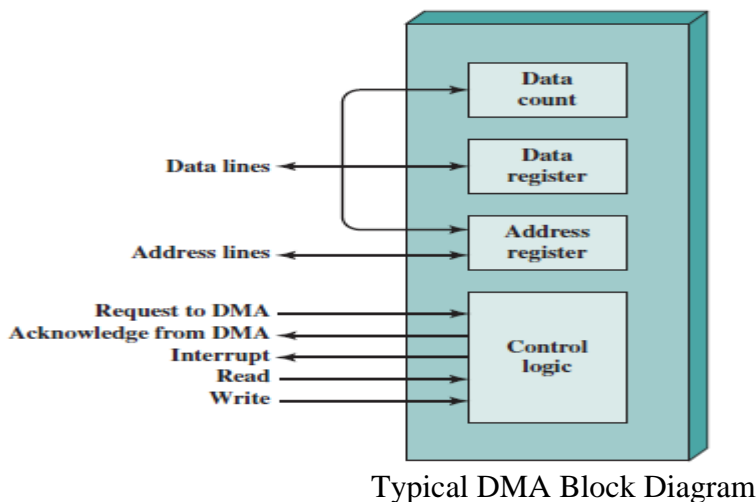 Data
count
Data lines
Data
register
Address lines
Address
register
Request to DMA
Acknowledge from DMA
Interrupt
Read
Write
Control
logic
Typical DMA Block Diagram